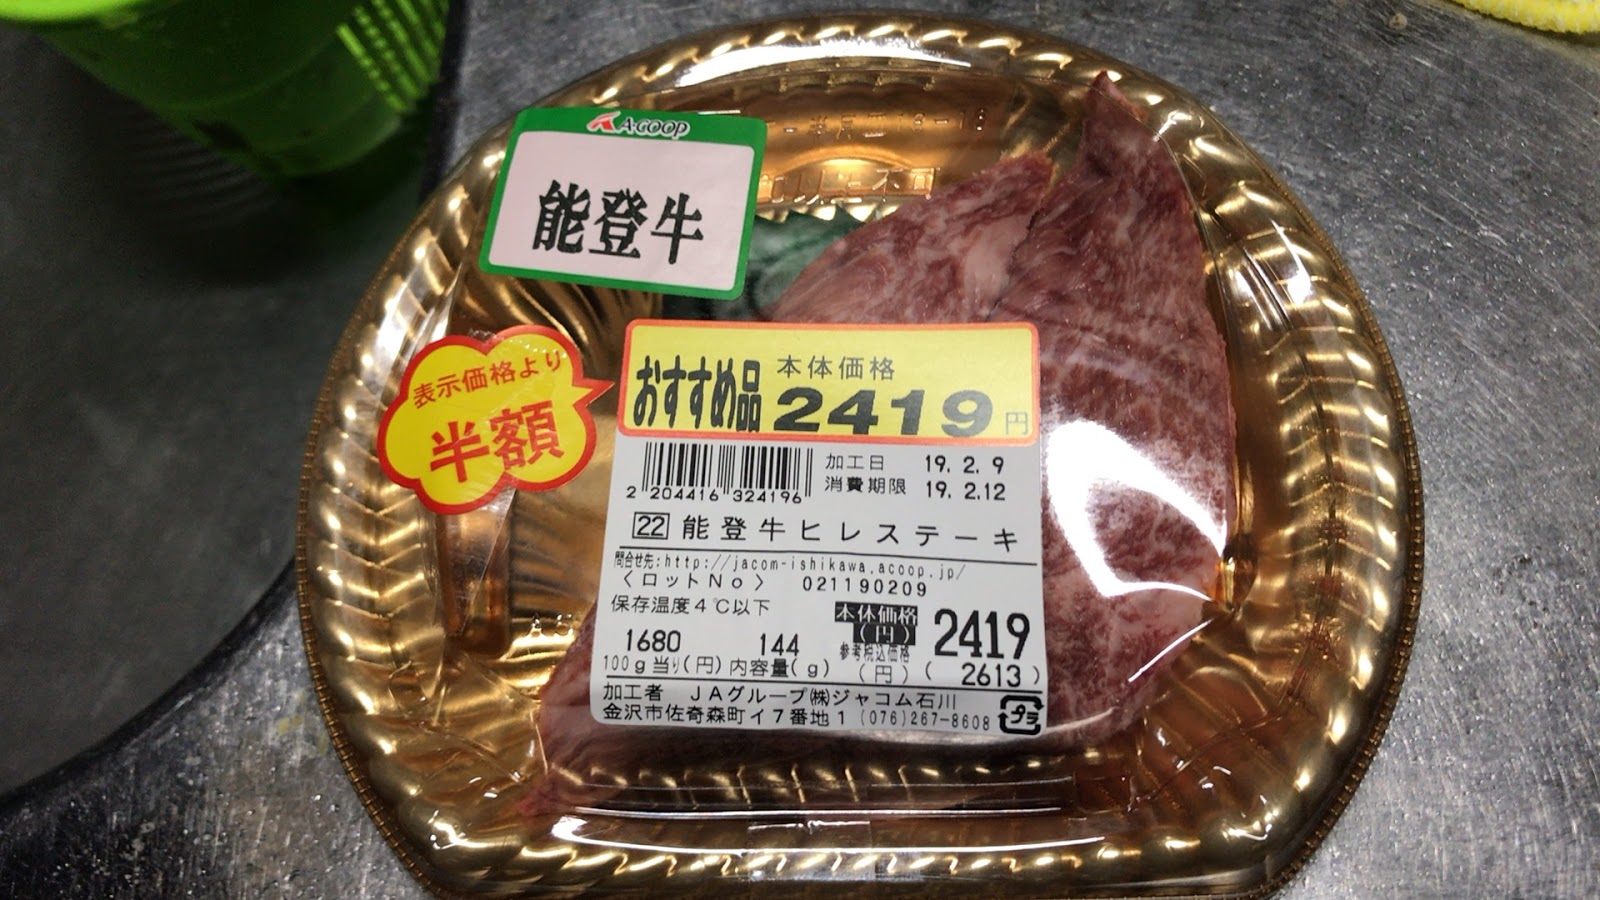 A·COOP
能登牛
表示価格より
半額
おすすめ品 本体価格
2419円
加工日 19. 2. 9
消費期限 19. 2.12
2 204416 324196
22 能登牛ヒレステーキ
問合せ先:http://jacom-ishikawa.acoop.jp/
〈ロットNo〉 021190209
保存温度4℃以下
本体価格(円) 2419
1680 144
参考税込価格
100g当り(円) 内容量(g) (円) ( 2613 )
加工者 JAグループ㈱ジャコム石川
金沢市佐奇森町イ7番地1 (076)267-8608
プラ